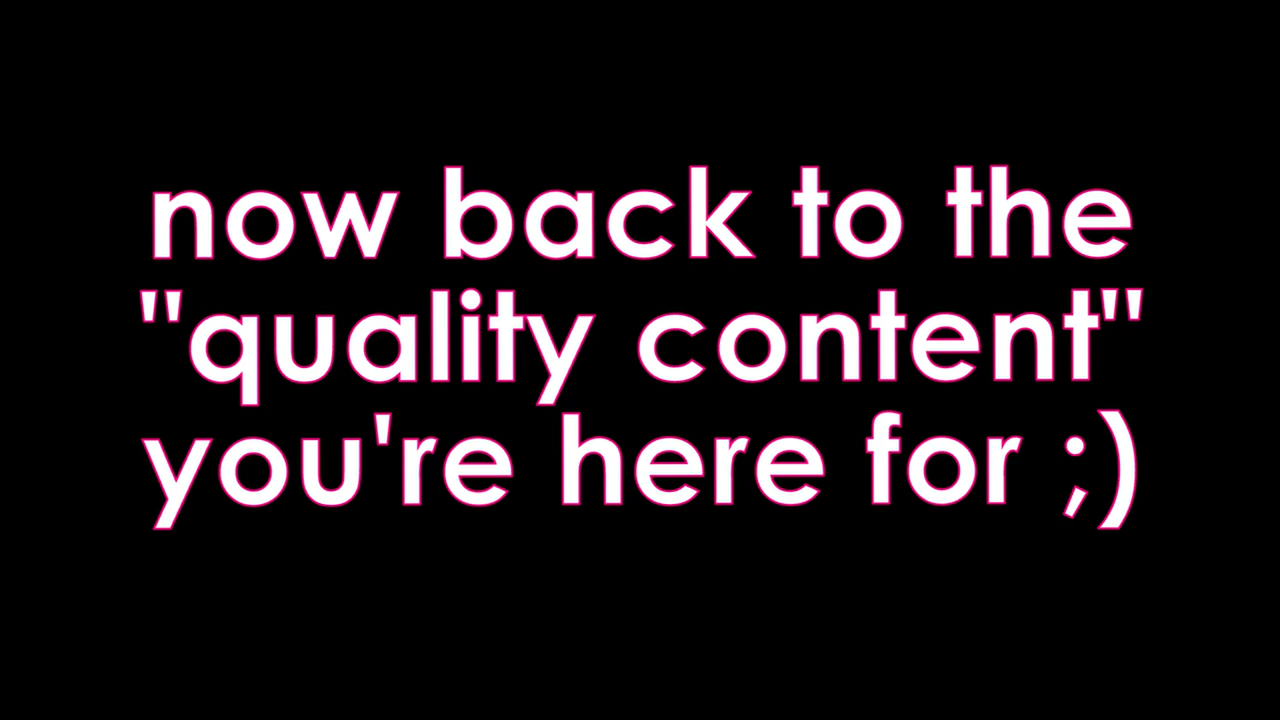 now back to the
"quality content"
you're here for ;)